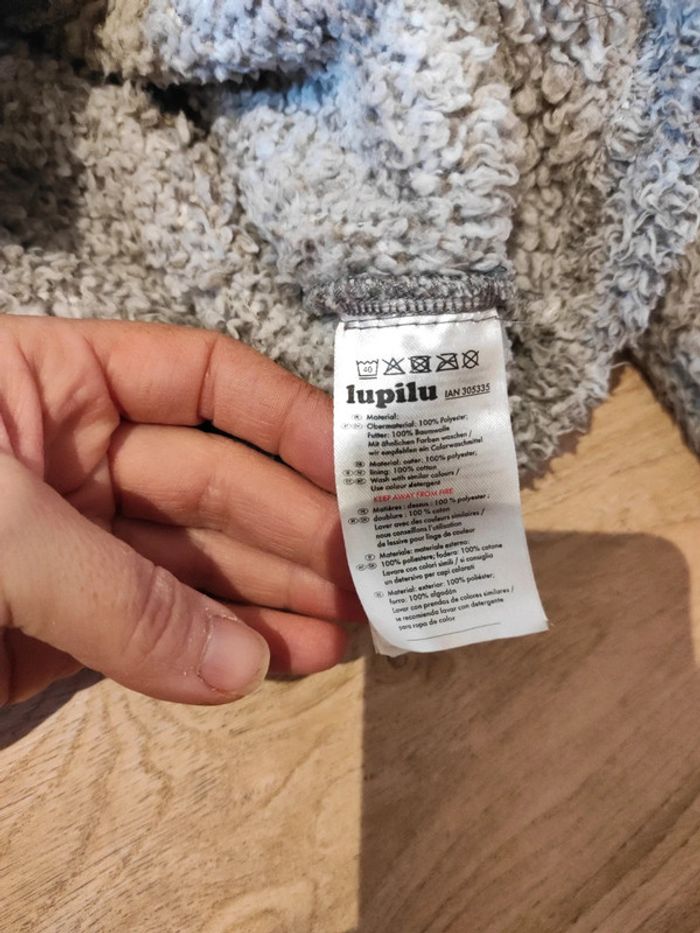 40
lupilu IAN 305335
Material:
Obermaterial: 100% Polyester;
Futter: 100% Baumwolle
Mit ähnlichen Farben waschen /
wir empfehlen ein Colorwaschmittel
Material: outer: 100% polyester;
lining: 100% cotton
Wash with similar colours /
Use colour detergent
KEEP AWAY FROM FIRE
Matières : dessus : 100 % polyester ;
doublure : 100 % coton
Laver avec des couleurs similaires /
nous conseillons l'utilisation
de lessive pour linge de couleur
Materiale: materiale esterno:
100% poliestere; fodera: 100% cotone
Lavare con colori simili / si consiglia
un detersivo per capi colorati
Material: exterior: 100% poliéster;
forro: 100% algodón
Lavar con prendas de colores similares /
se recomienda lavar con detergente
para ropa de color